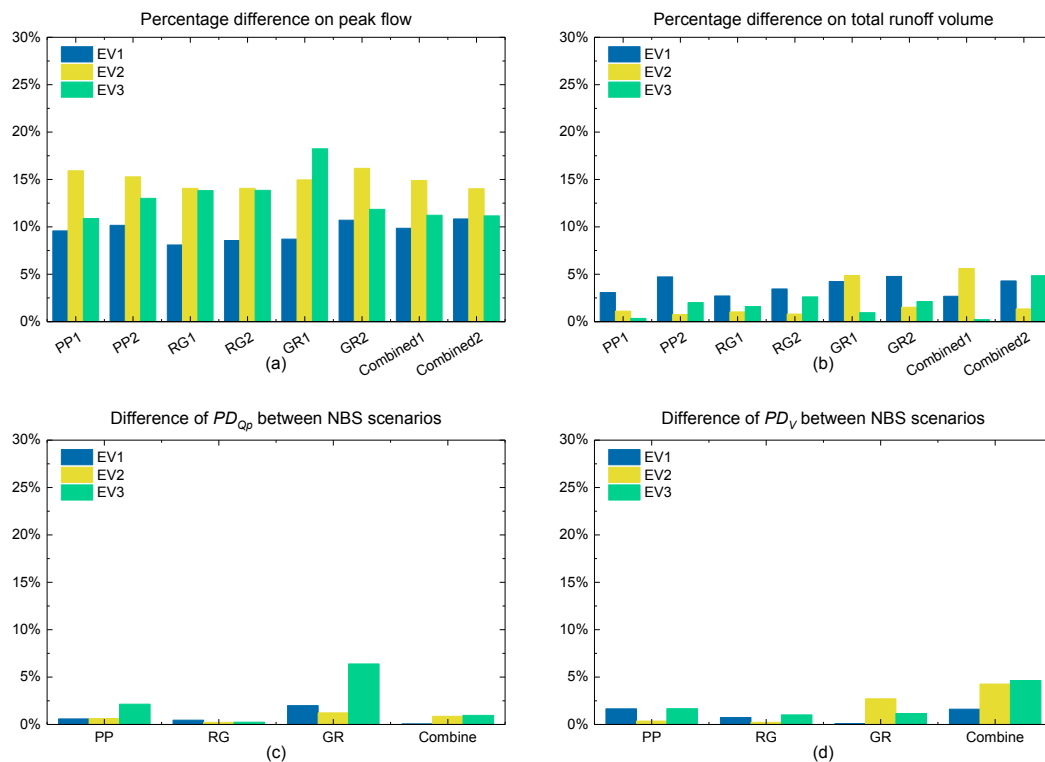 Percentage difference on peak flow
30%
25%
20%
15%
10%
5%
0%
EV1
EV2
EV3
PP1
PP2
RG1
RG2
GR1
GR2
Combined1
Combined2
(a)
Percentage difference on total runoff volume
30%
25%
20%
15%
10%
5%
0%
EV1
EV2
EV3
PP1
PP2
RG1
RG2
GR1
GR2
Combined1
Combined2
(b)
Difference of PD_Qp between NBS scenarios
30%
25%
20%
15%
10%
5%
0%
EV1
EV2
EV3
PP
RG
GR
Combine
(c)
Difference of PD_V between NBS scenarios
30%
25%
20%
15%
10%
5%
0%
EV1
EV2
EV3
PP
RG
GR
Combine
(d)